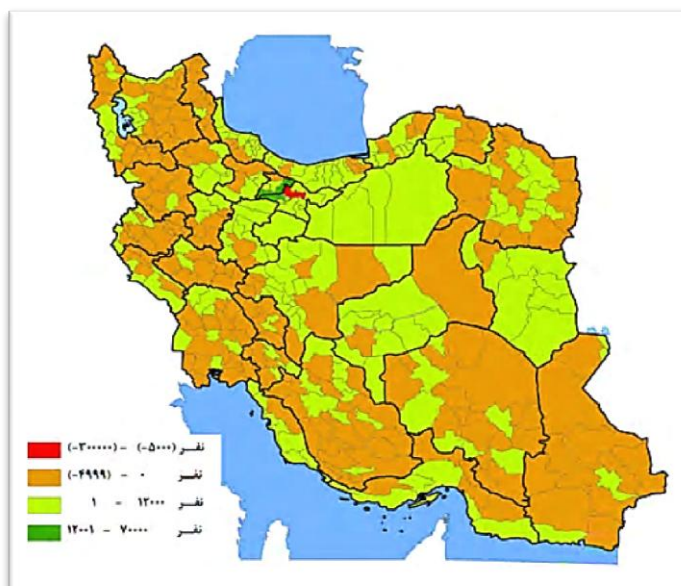 نفر (-۵۰۰۰) - (-۳۰۰۰۰۰)
نفر ۰ - (-۴۹۹۹)
نفر ۱ - ۱۲۰۰۰
نفر ۱۲۰۰۱ - ۷۰۰۰۰